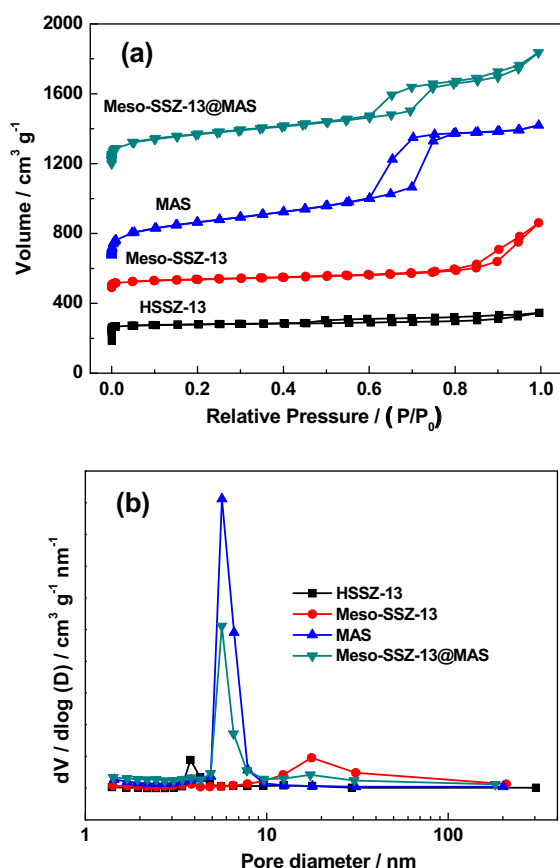 (a)
2000
1600
1200
800
400
0
Volume / cm³ g⁻¹
Meso-SSZ-13@MAS
MAS
Meso-SSZ-13
HSSZ-13
0.0 0.2 0.4 0.6 0.8 1.0
Relative Pressure / (P/P₀)
(b)
HSSZ-13
Meso-SSZ-13
MAS
Meso-SSZ-13@MAS
dV / dlog (D) / cm³ g⁻¹ nm⁻¹
1 10 100
Pore diameter / nm